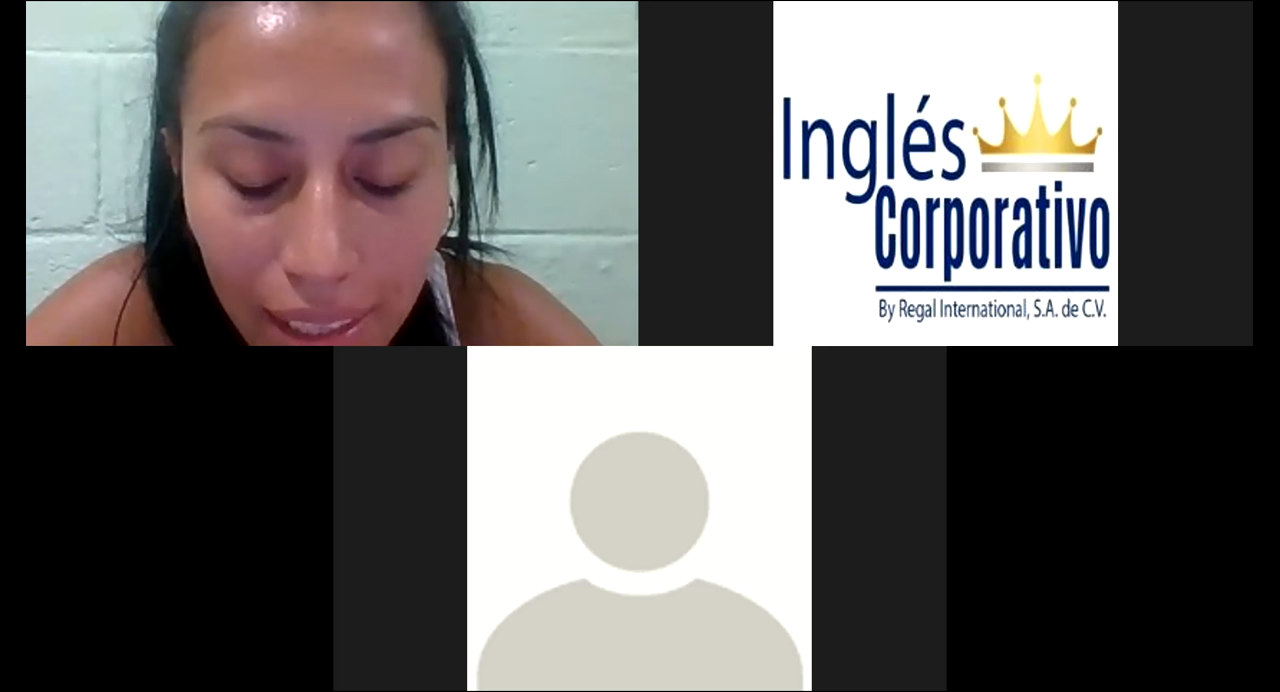 Inglés
Corporativo
By Regal International, S.A. de C.V.